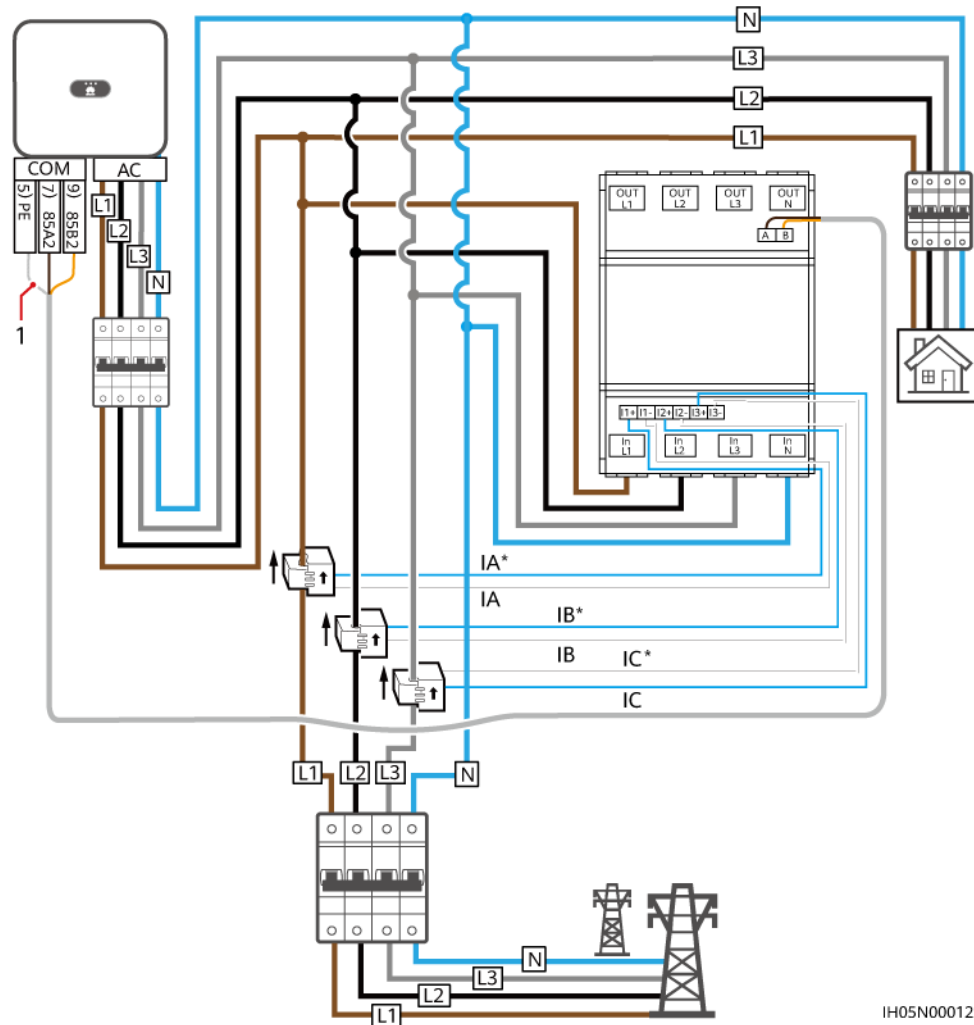 N
L3
L2
L1
COM
AC
5) PE
7) 85A2
9) 85B2
L1
L2
L3
N
1
OUT L1
OUT L2
OUT L3
OUT N
A B
I1+ I1- I2+ I2- I3+ I3-
In L1
In L2
In L3
In N
IA*
IA
IB*
IB
IC*
IC
L1
L2
L3
N
N
L3
L2
L1
IH05N00012